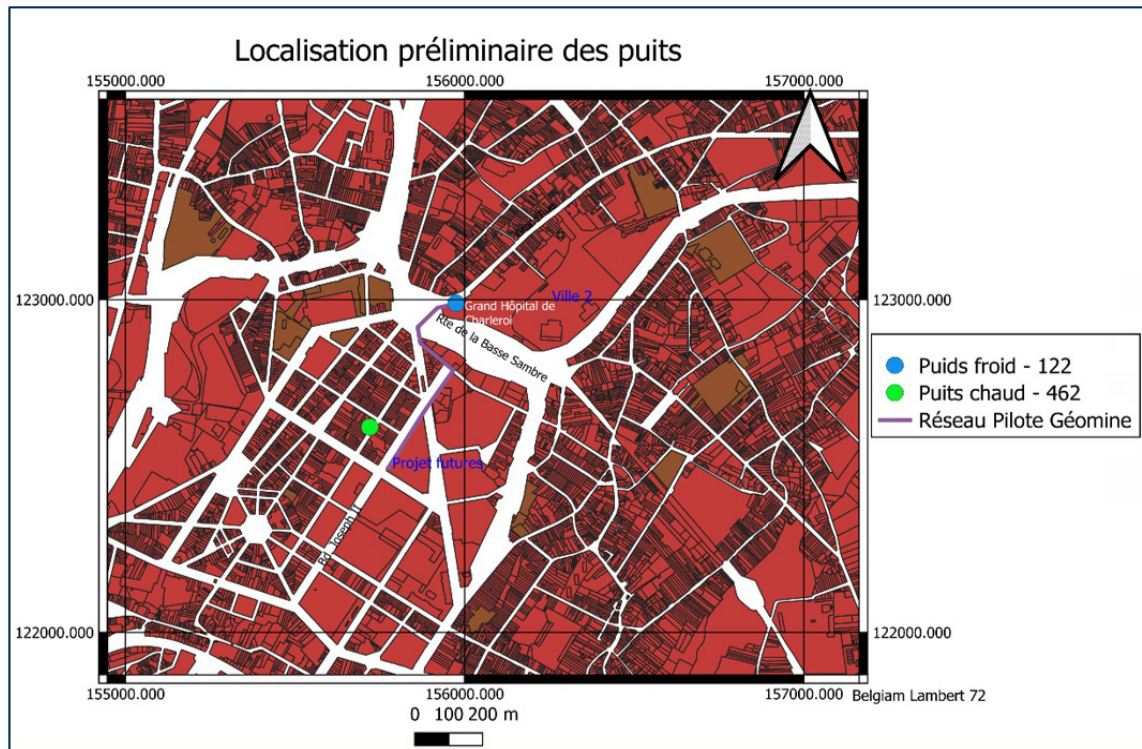 Localisation préliminaire des puits
155000.000 156000.000 157000.000
123000.000 123000.000
Ville 2
Grand Hôpital de
Charleroi
Rte de la Basse Sambre
Puids froid - 122
Puits chaud - 462
Réseau Pilote Géomine
Projet futures
Bd. Joseph II
122000.000 122000.000
155000.000 156000.000 157000.000
Belgiam Lambert 72
0 100 200 m